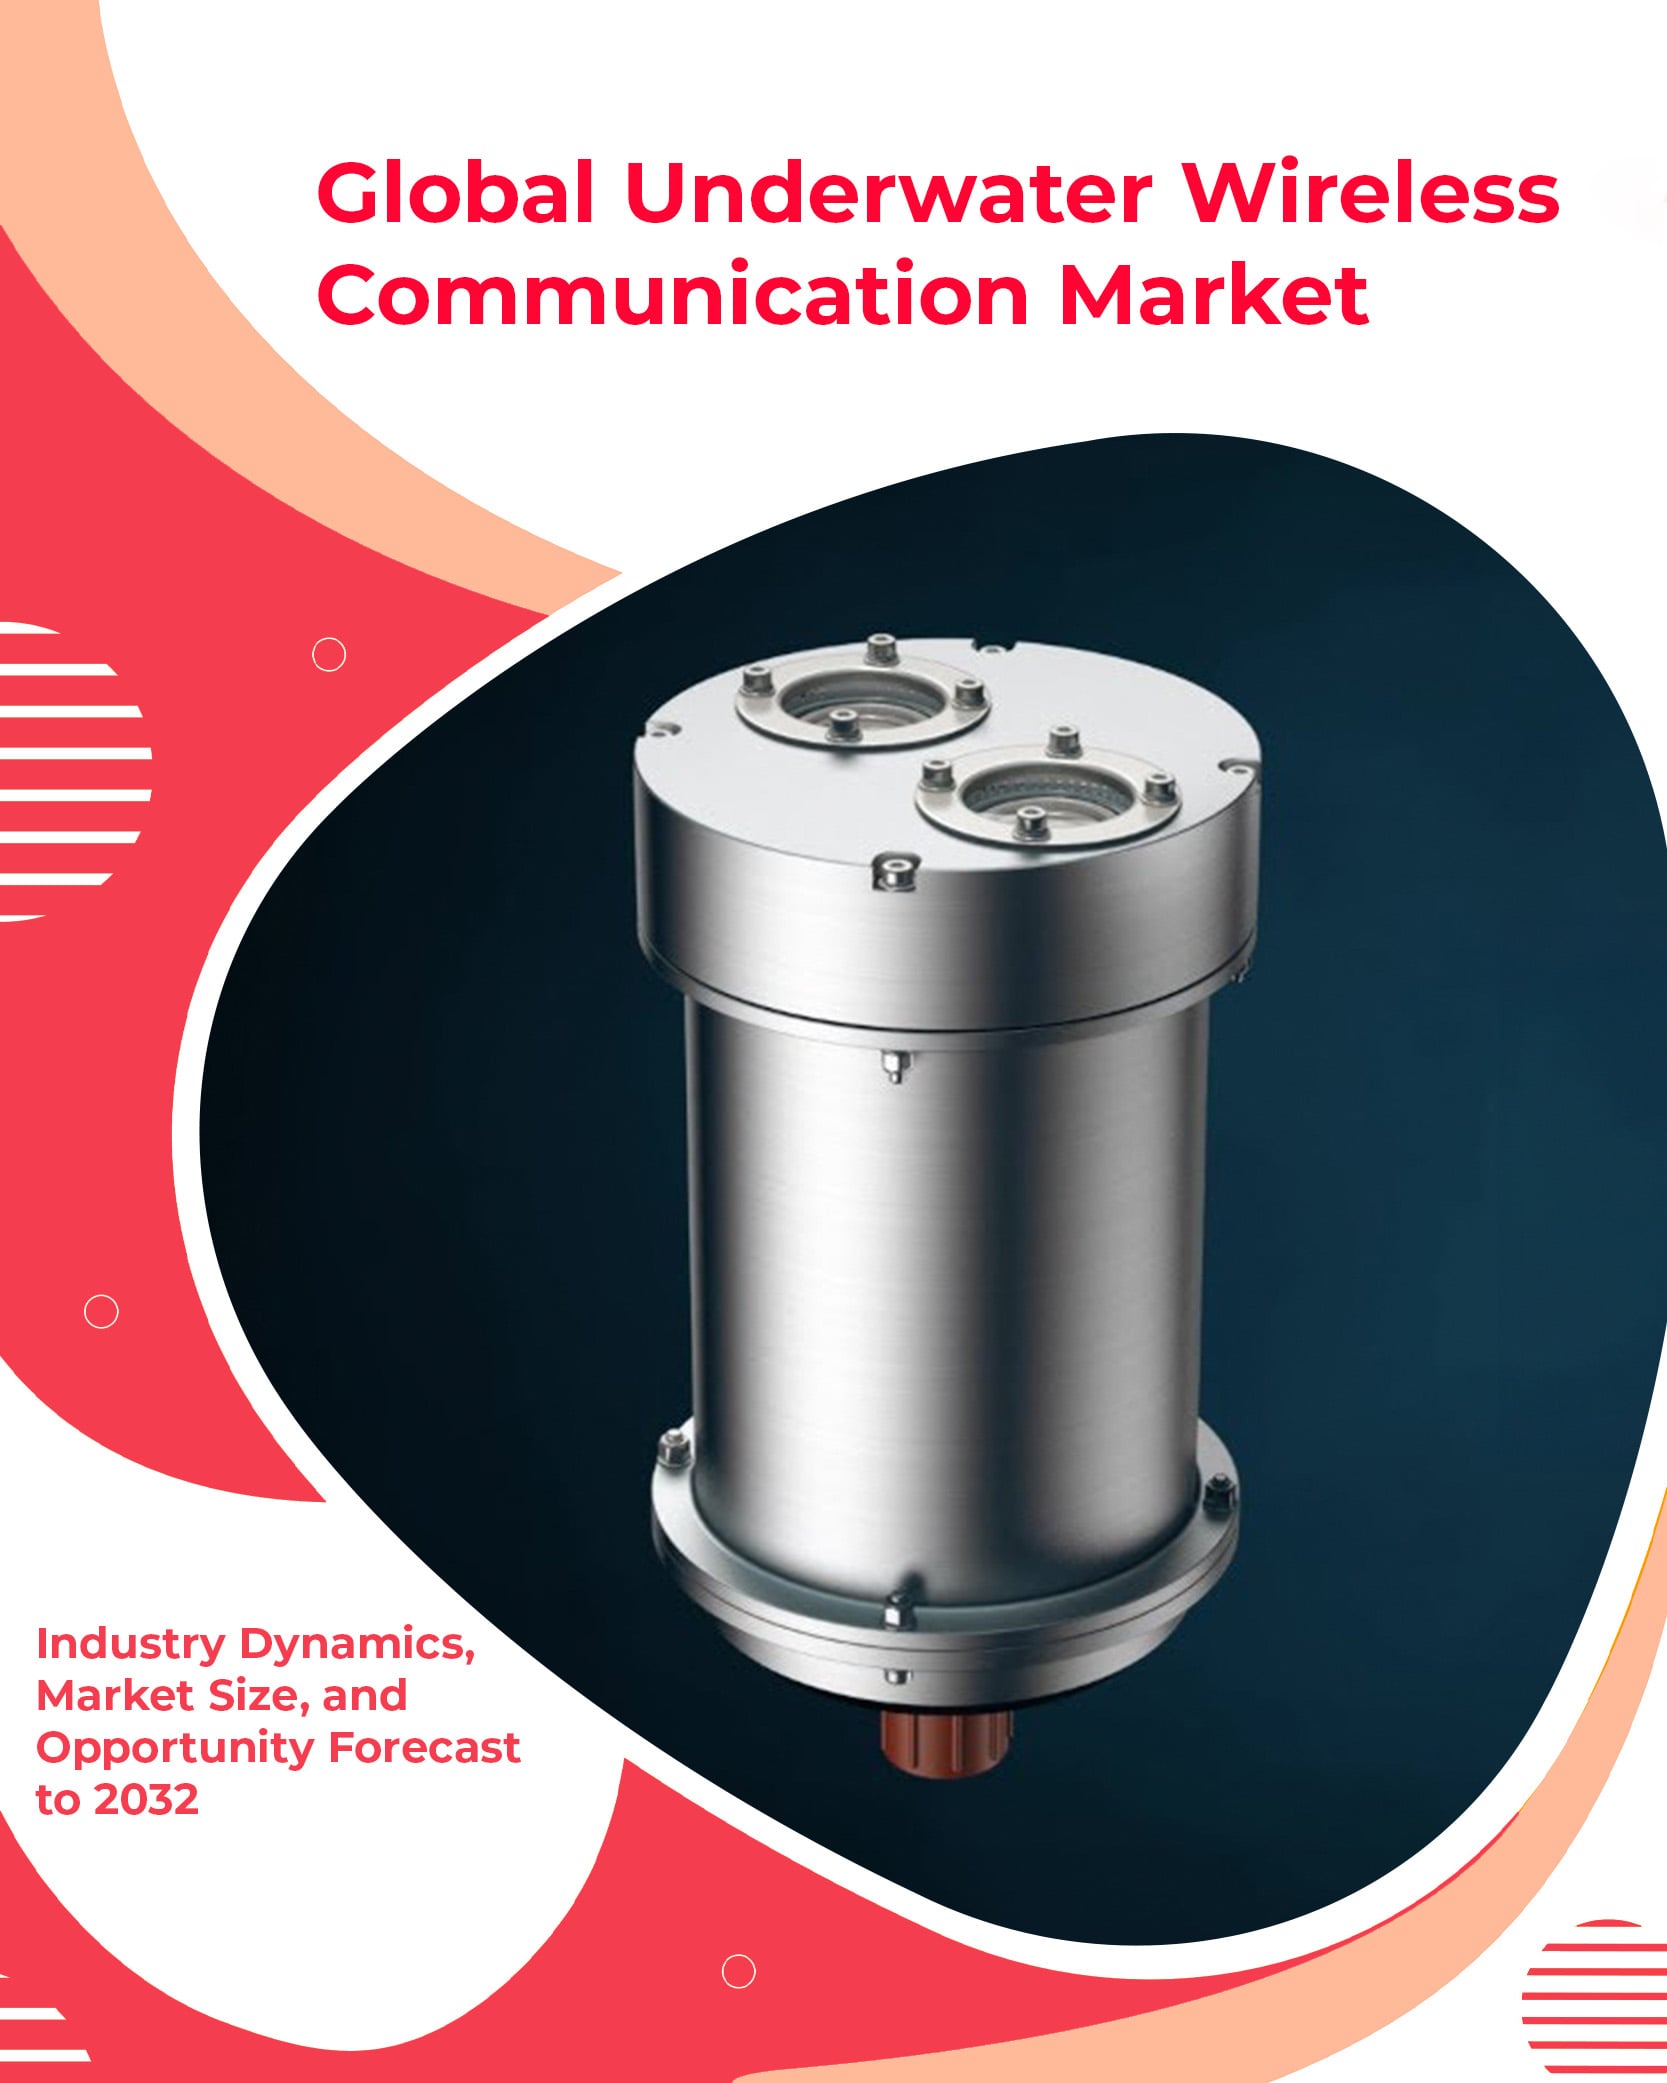 Global Underwater Wireless
Communication Market
Industry Dynamics,
Market Size, and
Opportunity Forecast
to 2032